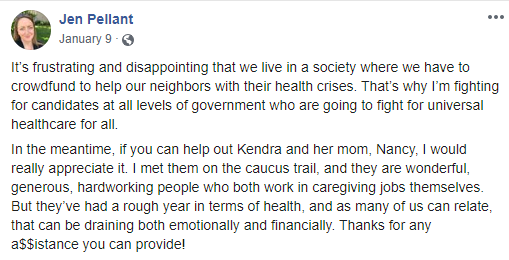 Jen Pellant
January 9 ·
It's frustrating and disappointing that we live in a society where we have to
crowdfund to help our neighbors with their health crises. That's why I'm fighting
for candidates at all levels of government who are going to fight for universal
healthcare for all.
In the meantime, if you can help out Kendra and her mom, Nancy, I would
really appreciate it. I met them on the caucus trail, and they are wonderful,
generous, hardworking people who both work in caregiving jobs themselves.
But they've had a rough year in terms of health, and as many of us can relate,
that can be draining both emotionally and financially. Thanks for any
a$$istance you can provide!